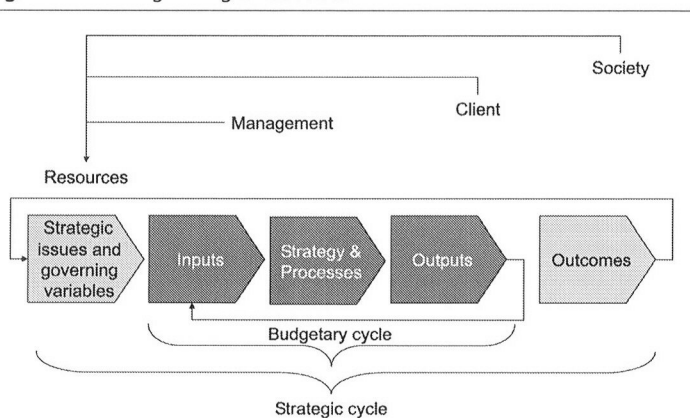 Society
Client
Management
Resources
Strategic
issues and
governing
variables
Inputs
Strategy &
Processes
Outputs
Outcomes
Budgetary cycle
Strategic cycle